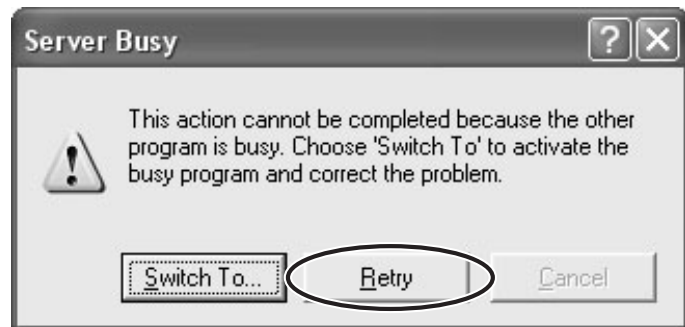 Server Busy
This action cannot be completed because the other
program is busy. Choose 'Switch To' to activate the
busy program and correct the problem.
Switch To... Retry Cancel